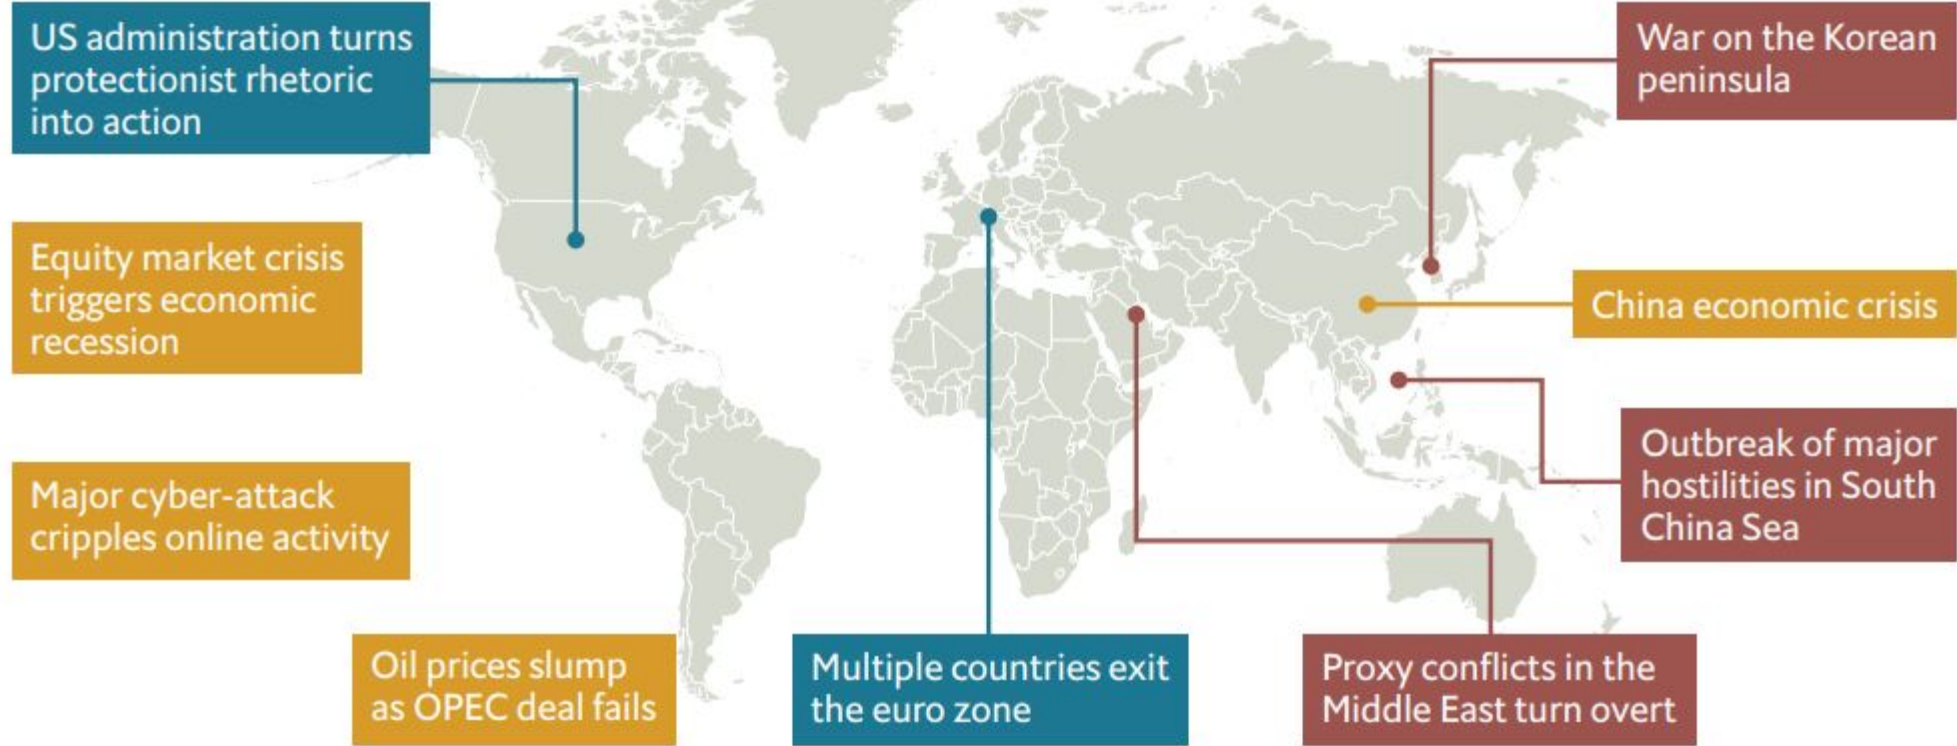 US administration turns
protectionist rhetoric
into action
War on the Korean
peninsula
Equity market crisis
triggers economic
recession
China economic crisis
Major cyber-attack
cripples online activity
Outbreak of major
hostilities in South
China Sea
Oil prices slump
as OPEC deal fails
Multiple countries exit
the euro zone
Proxy conflicts in the
Middle East turn overt